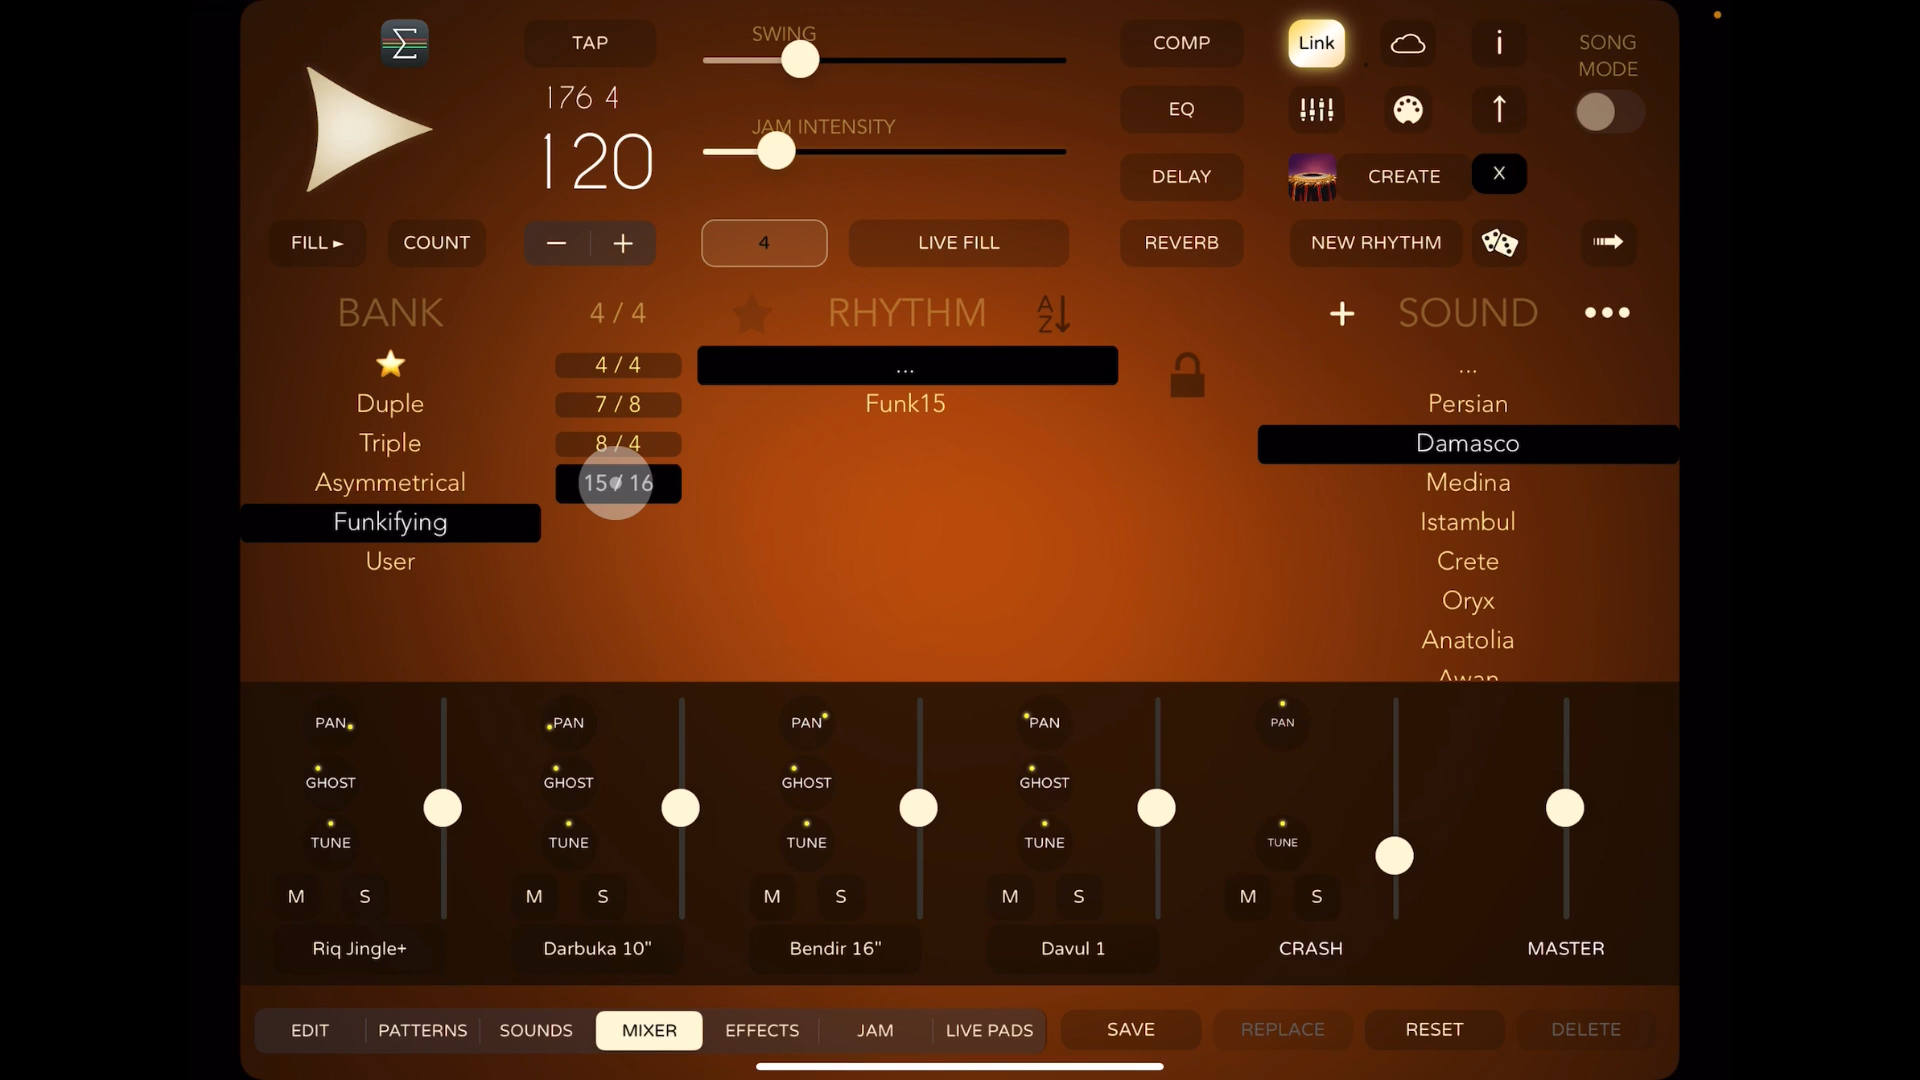 Σ
TAP
SWING
COMP
Link
i
SONG
MODE
176 4
120
JAM INTENSITY
EQ
DELAY
CREATE
X
FILL►
COUNT
− +
4
LIVE FILL
REVERB
NEW RHYTHM
BANK
4 / 4
RHYTHM
A
Z
+
SOUND
•••
4 / 4
...
...
Duple
7 / 8
Funk15
Persian
Triple
8 / 4
Damasco
Asymmetrical
15 / 16
Medina
Funkifying
Istambul
User
Crete
Oryx
Anatolia
Awan
PAN
PAN
PAN
PAN
PAN
GHOST
GHOST
GHOST
GHOST
TUNE
TUNE
TUNE
TUNE
TUNE
M S
M S
M S
M S
M S
Riq Jingle+
Darbuka 10"
Bendir 16"
Davul 1
CRASH
MASTER
EDIT
PATTERNS
SOUNDS
MIXER
EFFECTS
JAM
LIVE PADS
SAVE
REPLACE
RESET
DELETE